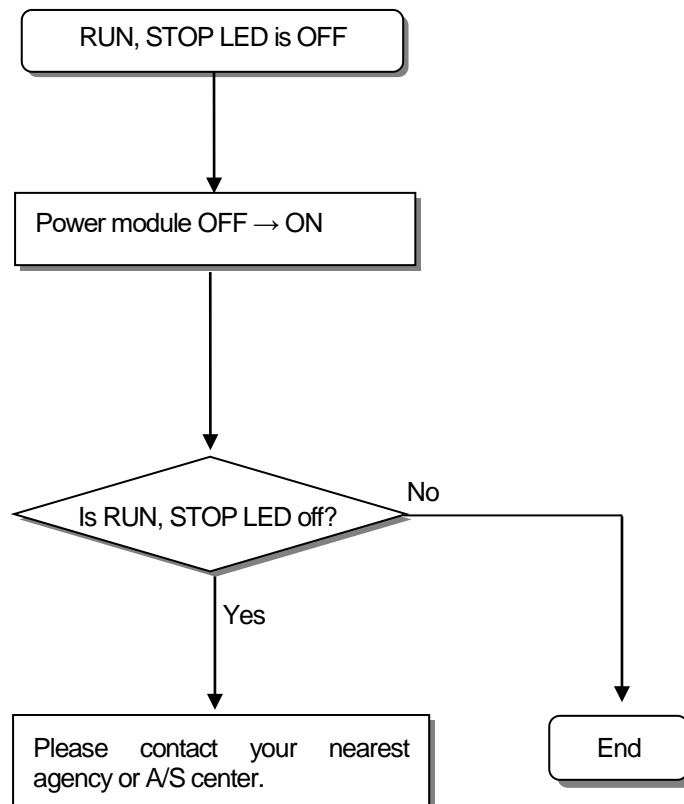 RUN, STOP LED is OFF
Power module OFF → ON
Is RUN, STOP LED off?
No
Yes
Please contact your nearest
agency or A/S center.
End